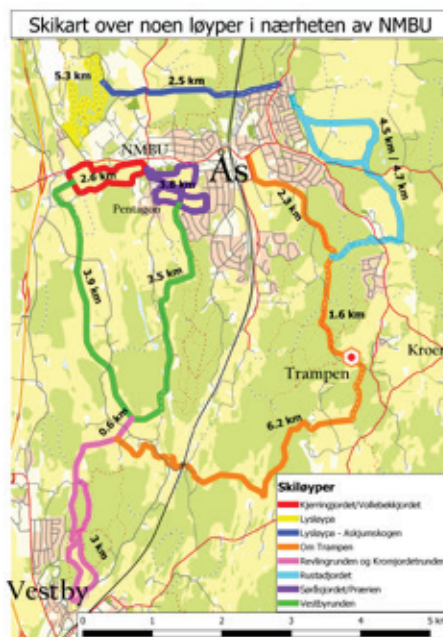 Skikart over noen løyper i nærheten av NMBU
5.3 km
2.5 km
NMBU
4.5 km / 4.7 km
Ås
2.6 km
3.8 km
Pentagon
2.3 km
3.9 km
3.5 km
1.6 km
Kroer
Trampen
0.6 km
6.2 km
3 km
Vestby
Skiløyper
Kjerringjordet/Vollebekkjordet
Lysløypa
Lysløypa - Askjumskogen
Om Trampen
Revlingrunden og Kromjordetrunden
Rustadjordet
Søråsjordet/Prærien
Vestbyrunden
0 1 2 3 4 5 k